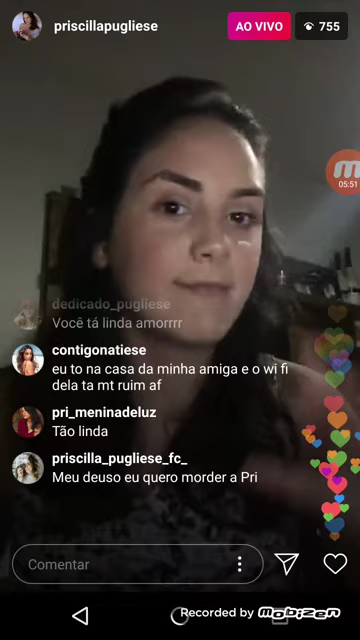 priscillapugliese
AO VIVO
755
05:51
dedicado_pugliese
Você tá linda amorrrr
contigonatiese
eu to na casa da minha amiga e o wi fi
dela ta mt ruim af
pri_meninadeluz
Tão linda
priscilla_pugliese_fc_
Meu deuso eu quero morder a Pri
Comentar
Recorded by mobizen